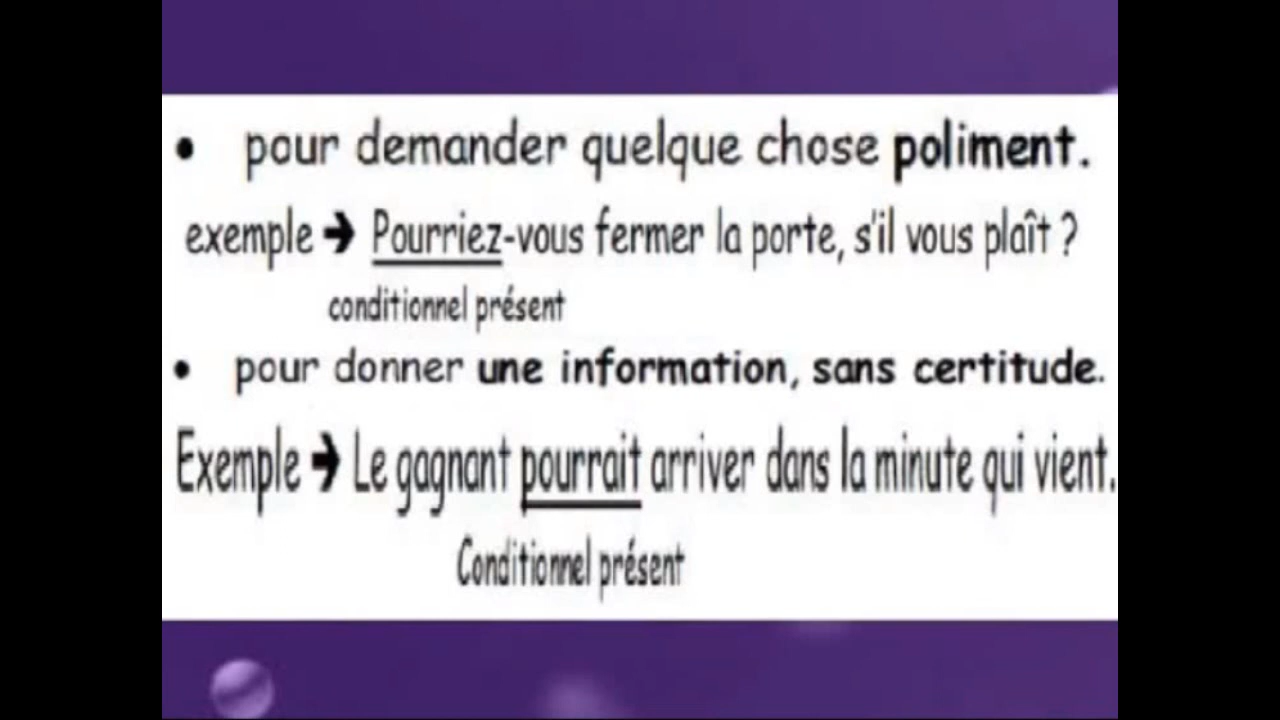 • pour demander quelque chose poliment.
exemple ➔ Pourriez-vous fermer la porte, s'il vous plaît ?
conditionnel présent
• pour donner une information, sans certitude.
Exemple ➔ Le gagnant pourrait arriver dans la minute qui vient.
Conditionnel présent